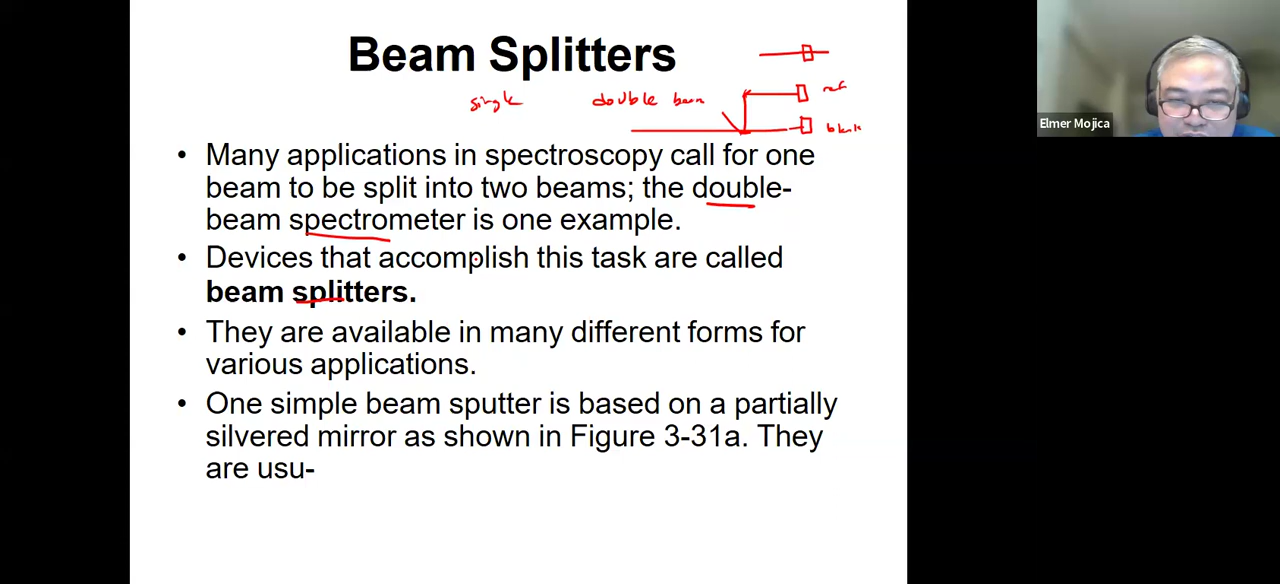 Beam Splitters
single
double beam
ref
blank
• Many applications in spectroscopy call for one
beam to be split into two beams; the double-
beam spectrometer is one example.
• Devices that accomplish this task are called
beam splitters.
• They are available in many different forms for
various applications.
• One simple beam sputter is based on a partially
silvered mirror as shown in Figure 3-31a. They
are usu-
Elmer Mojica